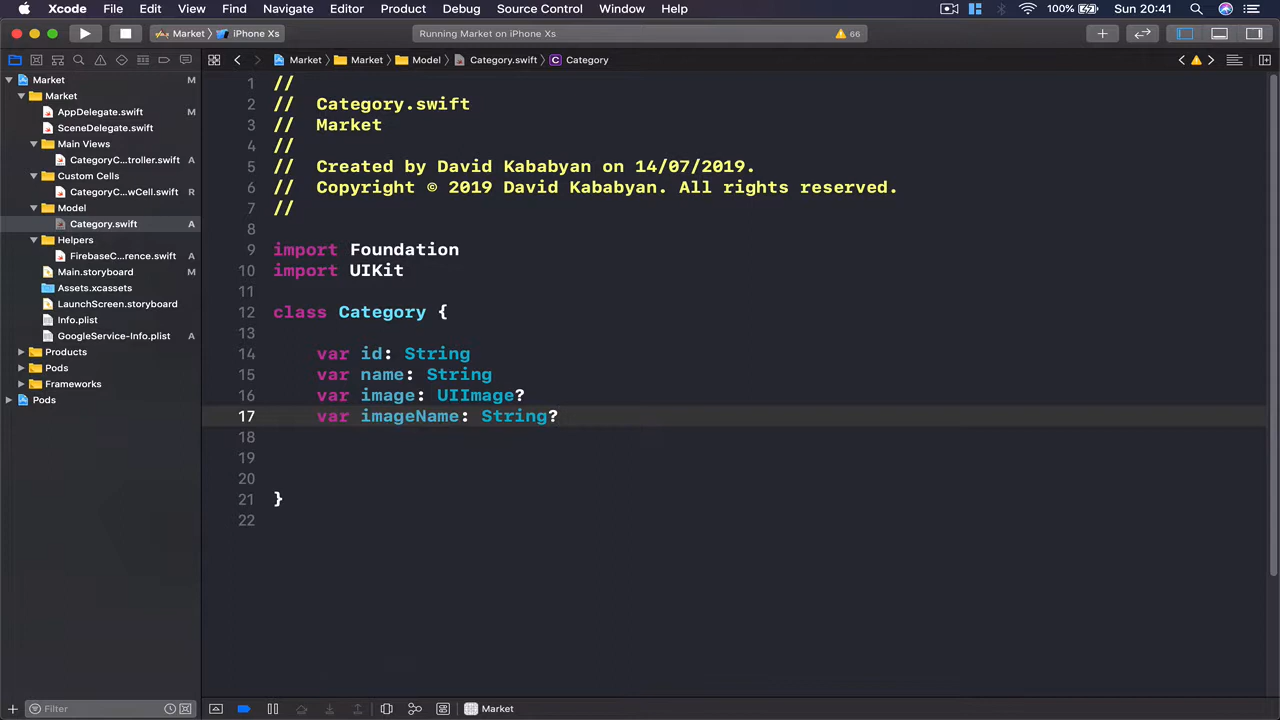 Xcode File Edit View Find Navigate Editor Product Debug Source Control Window Help 100% Sun 20:41
Market iPhone Xs Running Market on iPhone Xs 66
Market Market Model Category.swift C Category
Market M
Market
AppDelegate.swift M
SceneDelegate.swift
Main Views
CategoryC...troller.swift A
Custom Cells
CategoryC...wCell.swift R
Model
Category.swift A
Helpers
FirebaseC...rence.swift A
Main.storyboard M
Assets.xcassets
LaunchScreen.storyboard
Info.plist
GoogleService-Info.plist A
Products
Pods
Frameworks
Pods
1 //
2 // Category.swift
3 // Market
4 //
5 // Created by David Kababyan on 14/07/2019.
6 // Copyright © 2019 David Kababyan. All rights reserved.
7 //
8
9 import Foundation
10 import UIKit
11
12 class Category {
13
14 var id: String
15 var name: String
16 var image: UIImage?
17 var imageName: String?
18
19
20
21 }
22
Filter
Market